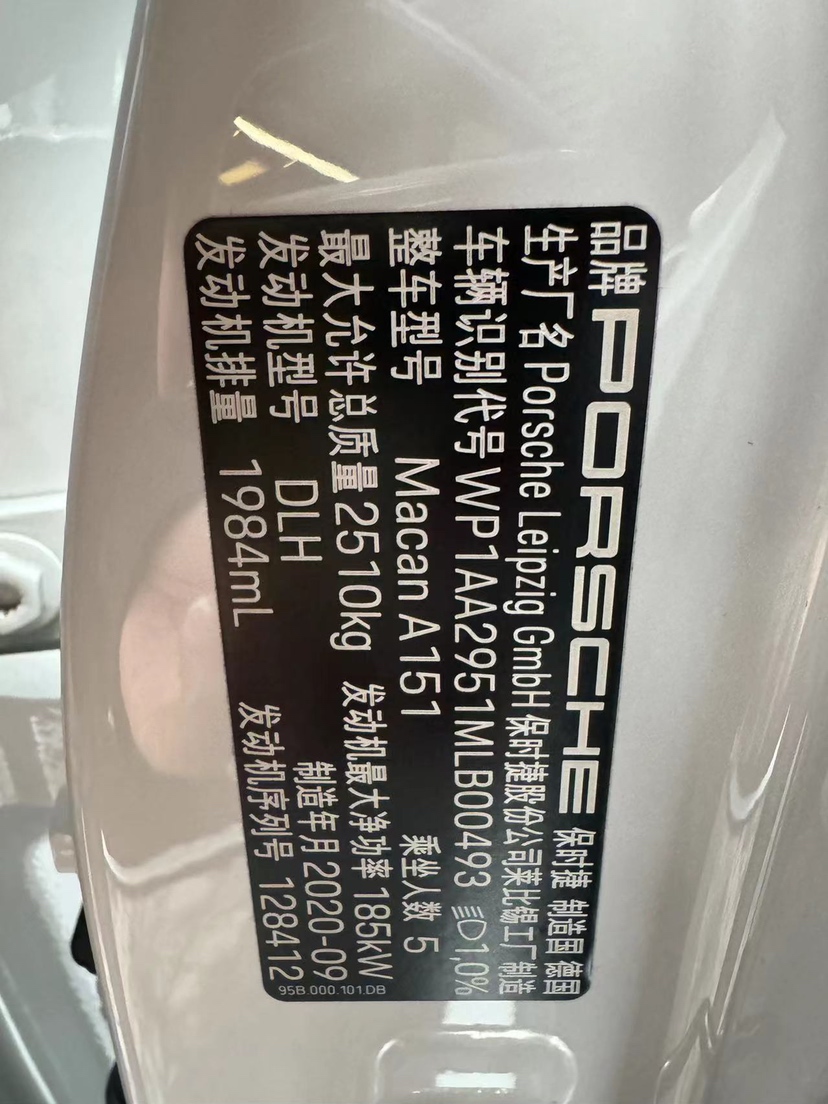 品牌 PORSCHE 保时捷 制造国 德国
生产厂名 Porsche Leipzig GmbH 保时捷股份公司莱比锡工厂制造
车辆识别代号 WP1AA2951MLB00493 1,0%
整车型号 Macan A151 乘坐人数 5
最大允许总质量 2510kg 发动机最大净功率 185kW
发动机型号 DLH 制造年月 2020-09
发动机排量 1984mL 发动机序列号 128412
95B.000.101.DB